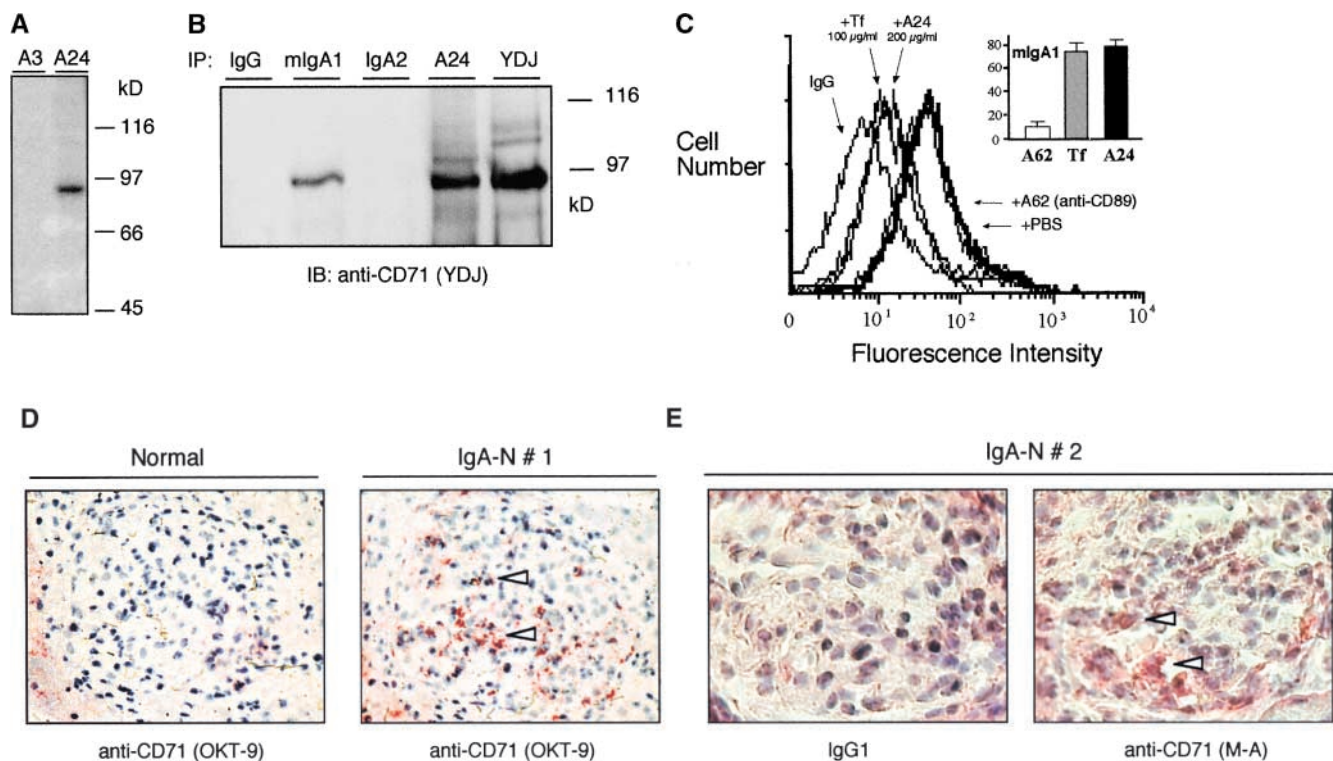 A
A3 A24
kD
116
97
66
45
B
IP: IgG mIgA1 IgA2 A24 YDJ
116
97
kD
IB: anti-CD71 (YDJ)
C
+Tf +A24
100 µg/ml 200 µg/ml
IgG
Cell
Number
mIgA1
80
60
40
20
0
A62 Tf A24
+A62 (anti-CD89)
+PBS
0 10¹ 10² 10³ 10⁴
Fluorescence Intensity
D
Normal IgA-N # 1
anti-CD71 (OKT-9) anti-CD71 (OKT-9)
E
IgA-N # 2
IgG1 anti-CD71 (M-A)